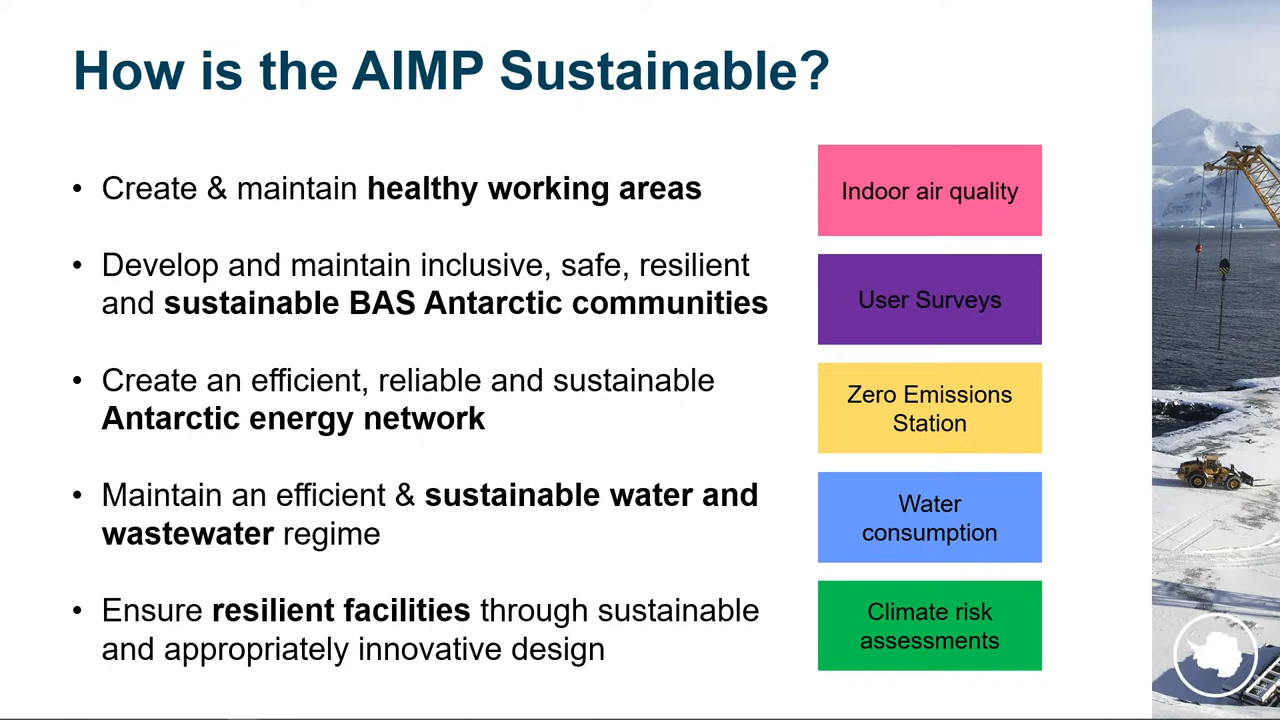 How is the AIMP Sustainable?
• Create & maintain healthy working areas
Indoor air quality
• Develop and maintain inclusive, safe, resilient
and sustainable BAS Antarctic communities
User Surveys
• Create an efficient, reliable and sustainable
Antarctic energy network
Zero Emissions
Station
• Maintain an efficient & sustainable water and
wastewater regime
Water
consumption
• Ensure resilient facilities through sustainable
and appropriately innovative design
Climate risk
assessments